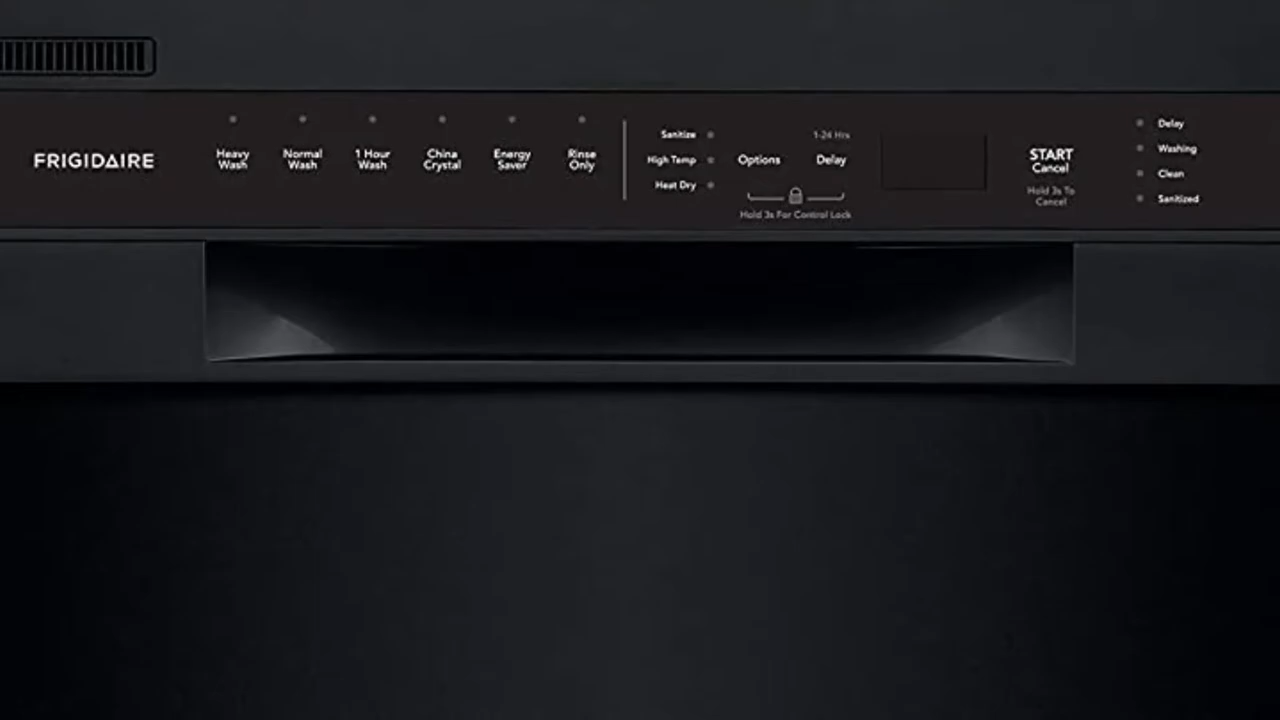 FRIGIDAIRE
Heavy
Wash
Normal
Wash
1 Hour
Wash
China
Crystal
Energy
Saver
Rinse
Only
Sanitize
High Temp
Heat Dry
Options
1-24 Hrs
Delay
Hold 3s For Control Lock
START
Cancel
Hold 3s To
Cancel
Delay
Washing
Clean
Sanitized